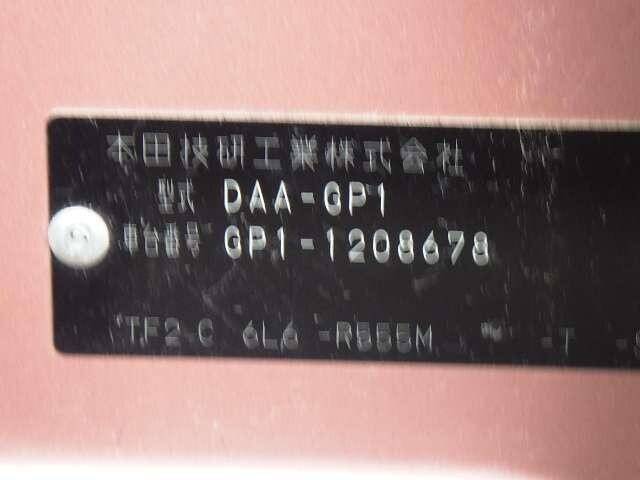 本田技研工業株式会社
型式 DAA-GP1
車台番号 GP1-1208678
TF2 C 6L6 -R555M -T